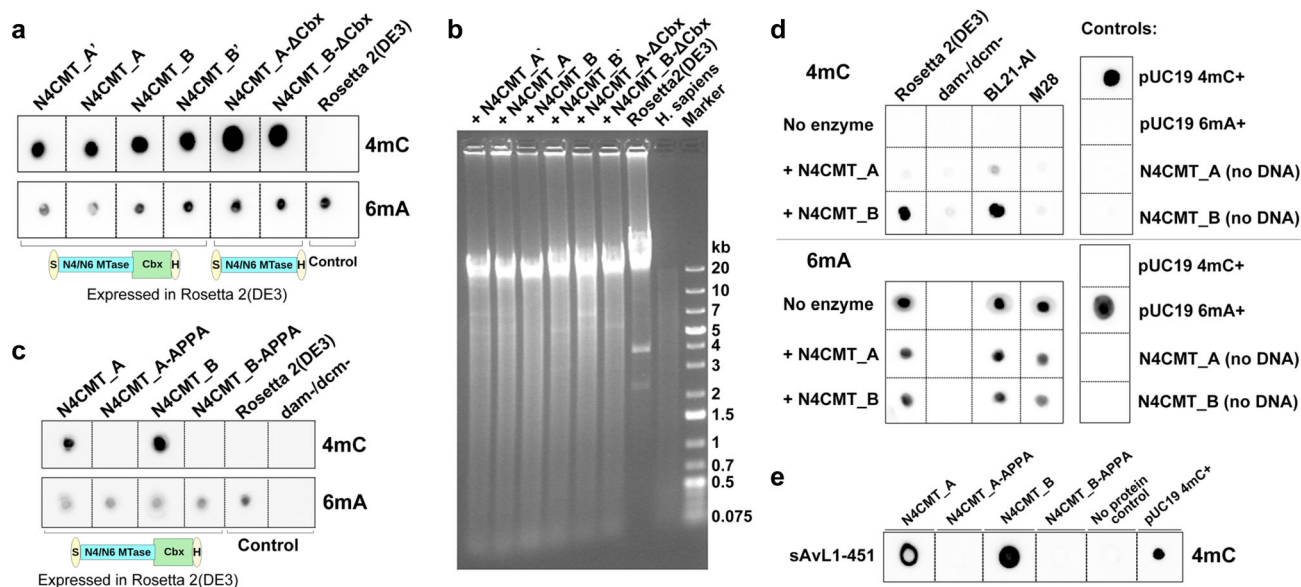 a
N4CMT_A'
N4CMT_A
N4CMT_B
N4CMT_B'
N4CMT_A-ΔCbx
N4CMT_B-ΔCbx
Rosetta 2(DE3)
4mC
6mA
S N4/N6 MTase Cbx H
S N4/N6 MTase H
Control
Expressed in Rosetta 2(DE3)
b
+ N4CMT_A`
+ N4CMT_A
+ N4CMT_B
+ N4CMT_B`
+ N4CMT_A-ΔCbx
+ N4CMT_B-ΔCbx
Rosetta2(DE3)
H. sapiens
Marker
kb
20
10
7
5
4
3
2
1.5
1
0.7
0.5
0.075
c
N4CMT_A
N4CMT_A-APPA
N4CMT_B
N4CMT_B-APPA
Rosetta 2(DE3)
dam-/dcm-
4mC
6mA
S N4/N6 MTase Cbx H
Control
Expressed in Rosetta 2(DE3)
d
4mC
Rosetta 2(DE3)
dam-/dcm-
BL21-AI
M28
Controls:
No enzyme
+ N4CMT_A
+ N4CMT_B
pUC19 4mC+
pUC19 6mA+
N4CMT_A (no DNA)
N4CMT_B (no DNA)
6mA
No enzyme
+ N4CMT_A
+ N4CMT_B
pUC19 4mC+
pUC19 6mA+
N4CMT_A (no DNA)
N4CMT_B (no DNA)
e
N4CMT_A
N4CMT_A-APPA
N4CMT_B
N4CMT_B-APPA
No protein
control
pUC19 4mC+
sAvL1-451
4mC